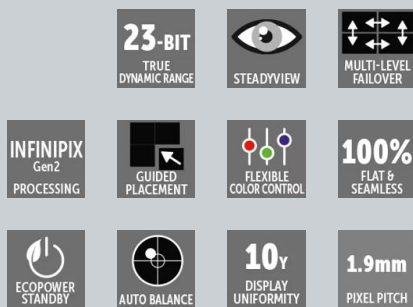 23-BIT
TRUE
DYNAMIC RANGE
STEADYVIEW
MULTI-LEVEL
FAILOVER
INFINIPIX
Gen2
PROCESSING
GUIDED
PLACEMENT
FLEXIBLE
COLOR CONTROL
100%
FLAT &
SEAMLESS
ECOPOWER
STANDBY
AUTO BALANCE
10Y
DISPLAY
UNIFORMITY
1.9mm
PIXEL PITCH